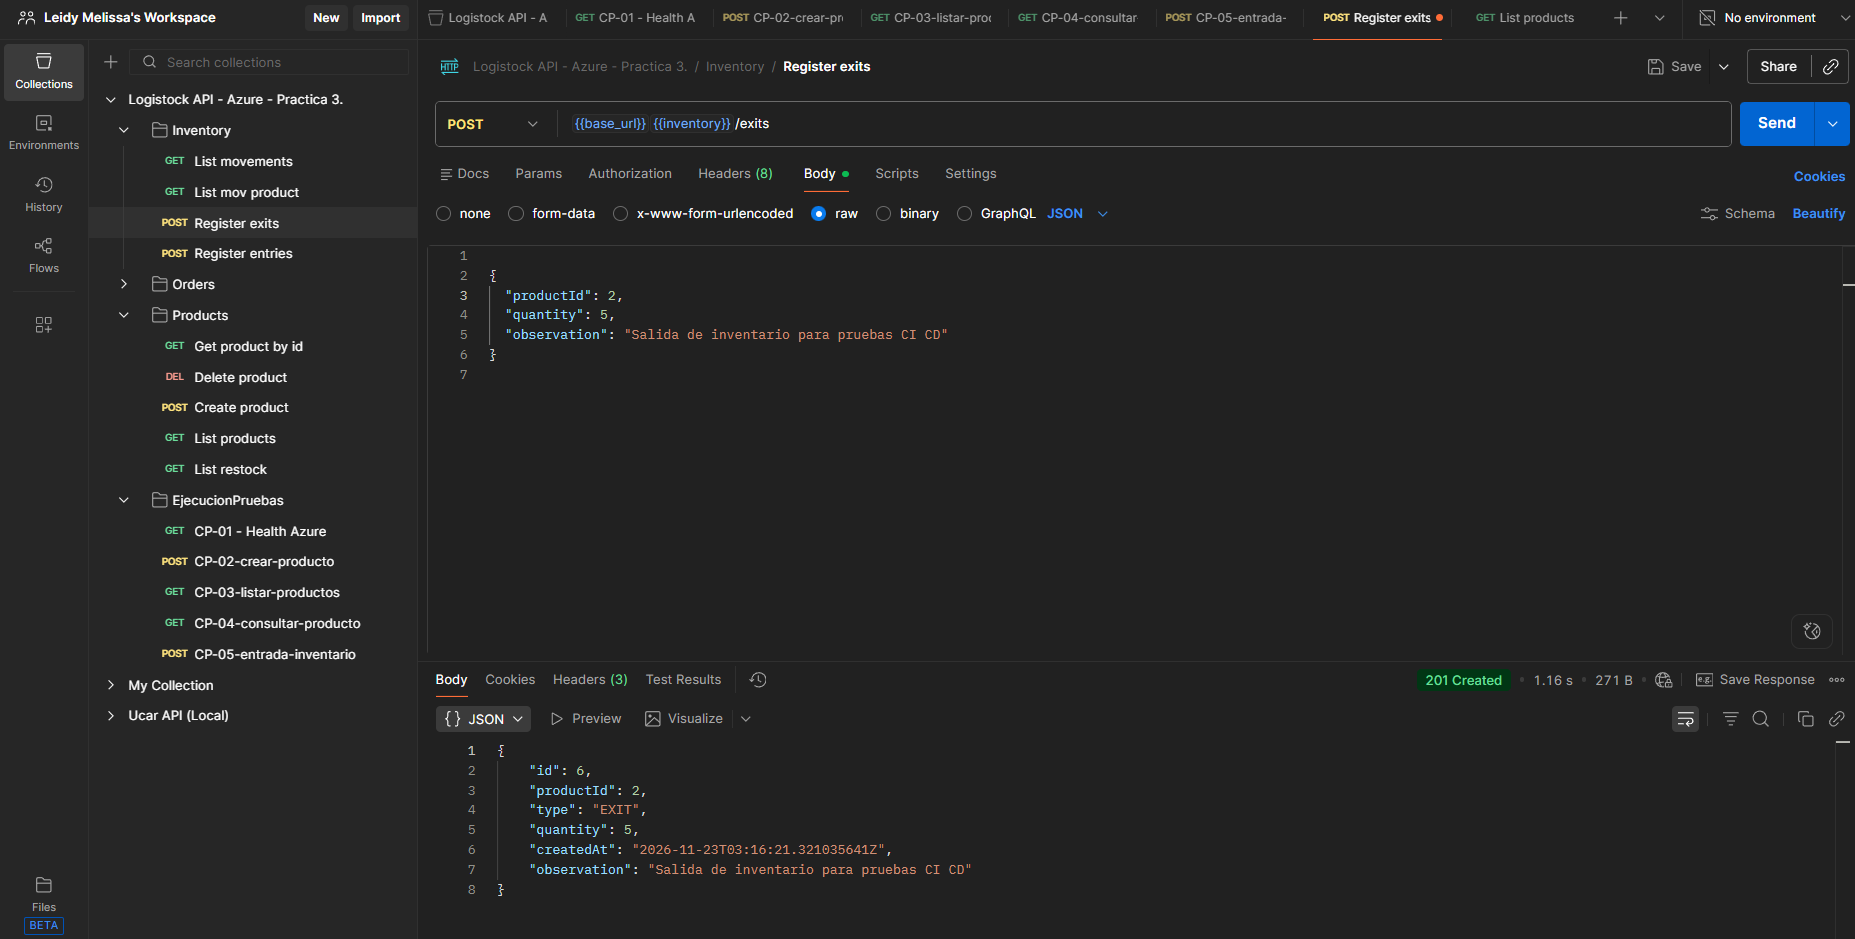 Leidy Melissa's Workspace
New
Import
Logistock API - A
GET CP-01 - Health A
POST CP-02-crear-pr
GET CP-03-listar-proc
GET CP-04-consultar
POST CP-05-entrada-
POST Register exits
GET List products
No environment
Collections
Environments
History
Flows
Files
BETA
Search collections
Logistock API - Azure - Practica 3.
Inventory
GET List movements
GET List mov product
POST Register exits
POST Register entries
Orders
Products
GET Get product by id
DEL Delete product
POST Create product
GET List products
GET List restock
EjecucionPruebas
GET CP-01 - Health Azure
POST CP-02-crear-producto
GET CP-03-listar-productos
GET CP-04-consultar-producto
POST CP-05-entrada-inventario
My Collection
Ucar API (Local)
HTTP Logistock API - Azure - Practica 3. / Inventory / Register exits
Save
Share
POST {{base_url}} {{inventory}} /exits
Send
Docs Params Authorization Headers (8) Body Scripts Settings
Cookies
none form-data x-www-form-urlencoded raw binary GraphQL JSON
Schema Beautify
1
2 {
3 "productId": 2,
4 "quantity": 5,
5 "observation": "Salida de inventario para pruebas CI CD"
6 }
7
Body Cookies Headers (3) Test Results
201 Created • 1.16 s • 271 B
e.g. Save Response
{} JSON Preview Visualize
1 {
2 "id": 6,
3 "productId": 2,
4 "type": "EXIT",
5 "quantity": 5,
6 "createdAt": "2026-11-23T03:16:21.321035641Z",
7 "observation": "Salida de inventario para pruebas CI CD"
8 }